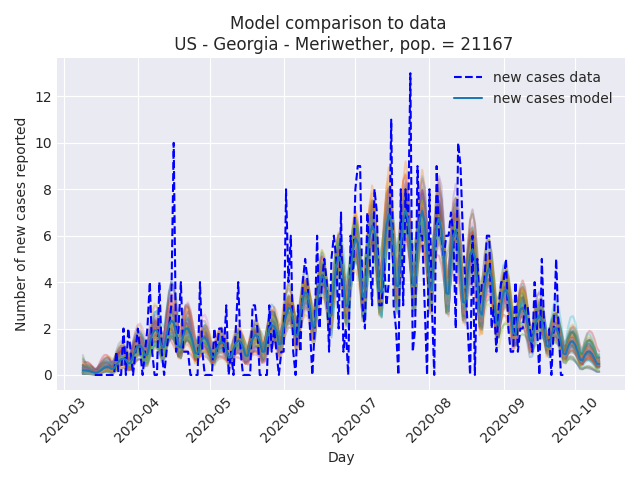 Model comparison to data
US - Georgia - Meriwether, pop. = 21167
new cases data
new cases model
Number of new cases reported
12
10
8
6
4
2
0
2020-03
2020-04
2020-05
2020-06
2020-07
2020-08
2020-09
2020-10
Day